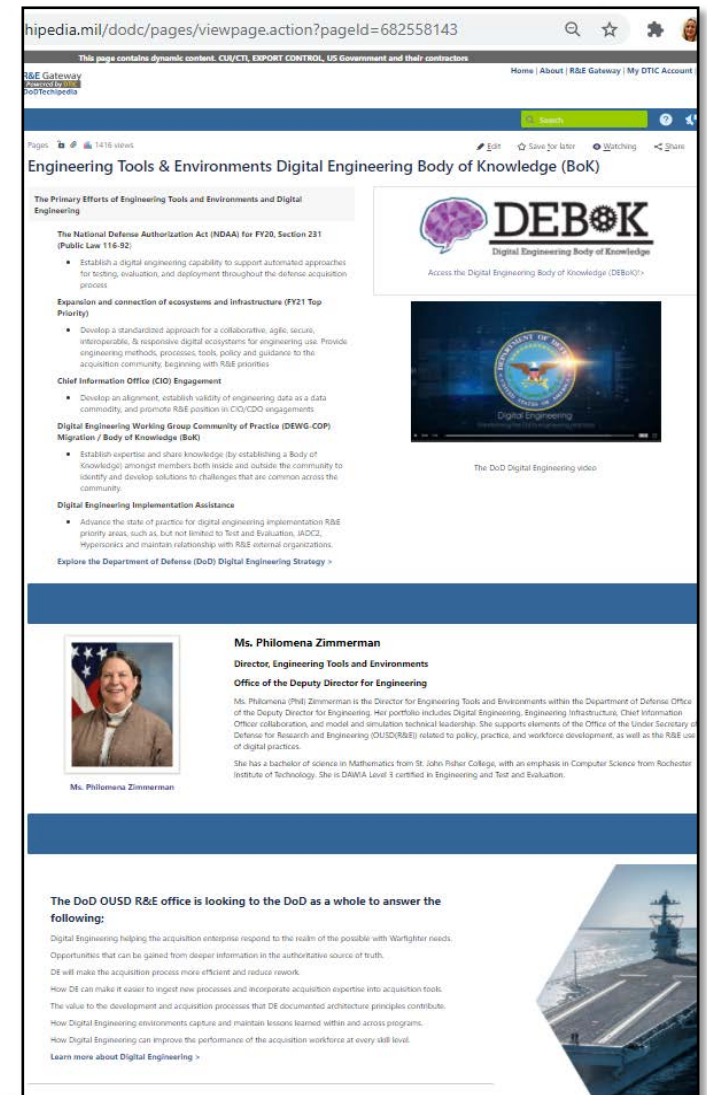 hipedia.mil/dodc/pages/viewpage.action?pageId=682558143
This page contains dynamic content. CUI/CTI, EXPORT CONTROL, US Government and their contractors
R&E Gateway
Powered by DTIC
DoDTechipedia
Home | About | R&E Gateway | My DTIC Account |
Search
Pages 1416 views
Edit Save for later Watching Share
Engineering Tools & Environments Digital Engineering Body of Knowledge (BoK)
The Primary Efforts of Engineering Tools and Environments and Digital
Engineering
The National Defense Authorization Act (NDAA) for FY20, Section 231
(Public Law 116-92)
Establish a digital engineering capability to support automated approaches
for testing, evaluation, and deployment throughout the defense acquisition
process
Expansion and connection of ecosystems and infrastructure (FY21 Top
Priority)
Develop a standardized approach for a collaborative, agile, secure,
interoperable, & responsive digital ecosystems for engineering use. Provide
engineering methods, processes, tools, policy and guidance to the
acquisition community, beginning with R&E priorities
Chief Information Office (CIO) Engagement
Develop an alignment, establish validity of engineering data as a data
commodity, and promote R&E position in CIO/CDO engagements
Digital Engineering Working Group Community of Practice (DEWG-COP)
Migration / Body of Knowledge (BoK)
Establish expertise and share knowledge (by establishing a Body of
Knowledge) amongst members both inside and outside the community to
identify and develop solutions to challenges that are common across the
community.
Digital Engineering Implementation Assistance
Advance the state of practice for digital engineering implementation R&E
priority areas, such as, but not limited to Test and Evaluation, JADC2,
Hypersonics and maintain relationship with R&E external organizations.
Explore the Department of Defense (DoD) Digital Engineering Strategy >
DEBoK
Digital Engineering Body of Knowledge
Access the Digital Engineering Body of Knowledge (DEBoK)!>
DEPARTMENT OF DEFENSE
Digital Engineering
The DoD Digital Engineering video
Ms. Philomena Zimmerman
Ms. Philomena Zimmerman
Director, Engineering Tools and Environments
Office of the Deputy Director for Engineering
Ms. Philomena (Phil) Zimmerman is the Director for Engineering Tools and Environments within the Department of Defense Office
of the Deputy Director for Engineering. Her portfolio includes Digital Engineering, Engineering Infrastructure, Chief Information
Officer collaboration, and model and simulation technical leadership. She supports elements of the Office of the Under Secretary of
Defense for Research and Engineering (OUSD(R&E)) related to policy, practice, and workforce development, as well as the R&E use
of digital practices.
She has a bachelor of science in Mathematics from St. John Fisher College, with an emphasis in Computer Science from Rochester
Institute of Technology. She is DAWIA Level 3 certified in Engineering and Test and Evaluation.
The DoD OUSD R&E office is looking to the DoD as a whole to answer the
following:
Digital Engineering helping the acquisition enterprise respond to the realm of the possible with Warfighter needs.
Opportunities that can be gained from deeper information in the authoritative source of truth.
DE will make the acquisition process more efficient and reduce rework.
How DE can make it easier to ingest new processes and incorporate acquisition expertise into acquisition tools.
The value to the development and acquisition processes that DE documented architecture principles contribute.
How Digital Engineering environments capture and maintain lessons learned within and across programs.
How Digital Engineering can improve the performance of the acquisition workforce at every skill level.
Learn more about Digital Engineering >